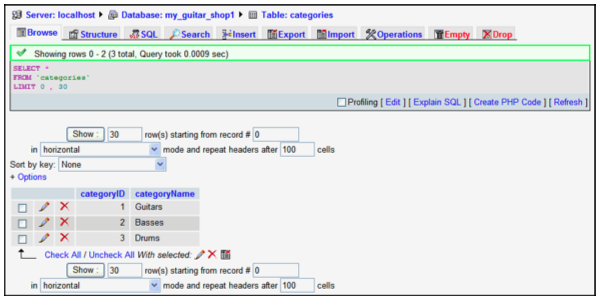 Server: localhost ▶ Database: my_guitar_shop1 ▶ Table: categories
Browse Structure SQL Search Insert Export Import Operations Empty Drop
Showing rows 0 - 2 (3 total, Query took 0.0009 sec)
SELECT *
FROM `categories`
LIMIT 0 , 30
Profiling [ Edit ] [ Explain SQL ] [ Create PHP Code ] [ Refresh ]
Show : 30 row(s) starting from record # 0
in horizontal mode and repeat headers after 100 cells
Sort by key: None
+ Options
categoryID categoryName
1 Guitars
2 Basses
3 Drums
Check All / Uncheck All With selected:
Show : 30 row(s) starting from record # 0
in horizontal mode and repeat headers after 100 cells